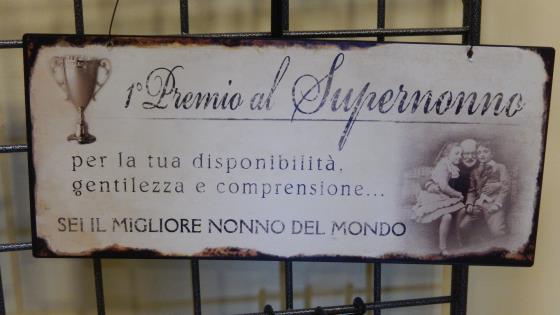 1° Premio al Supernonno
per la tua disponibilità,
gentilezza e comprensione...
SEI IL MIGLIORE NONNO DEL MONDO